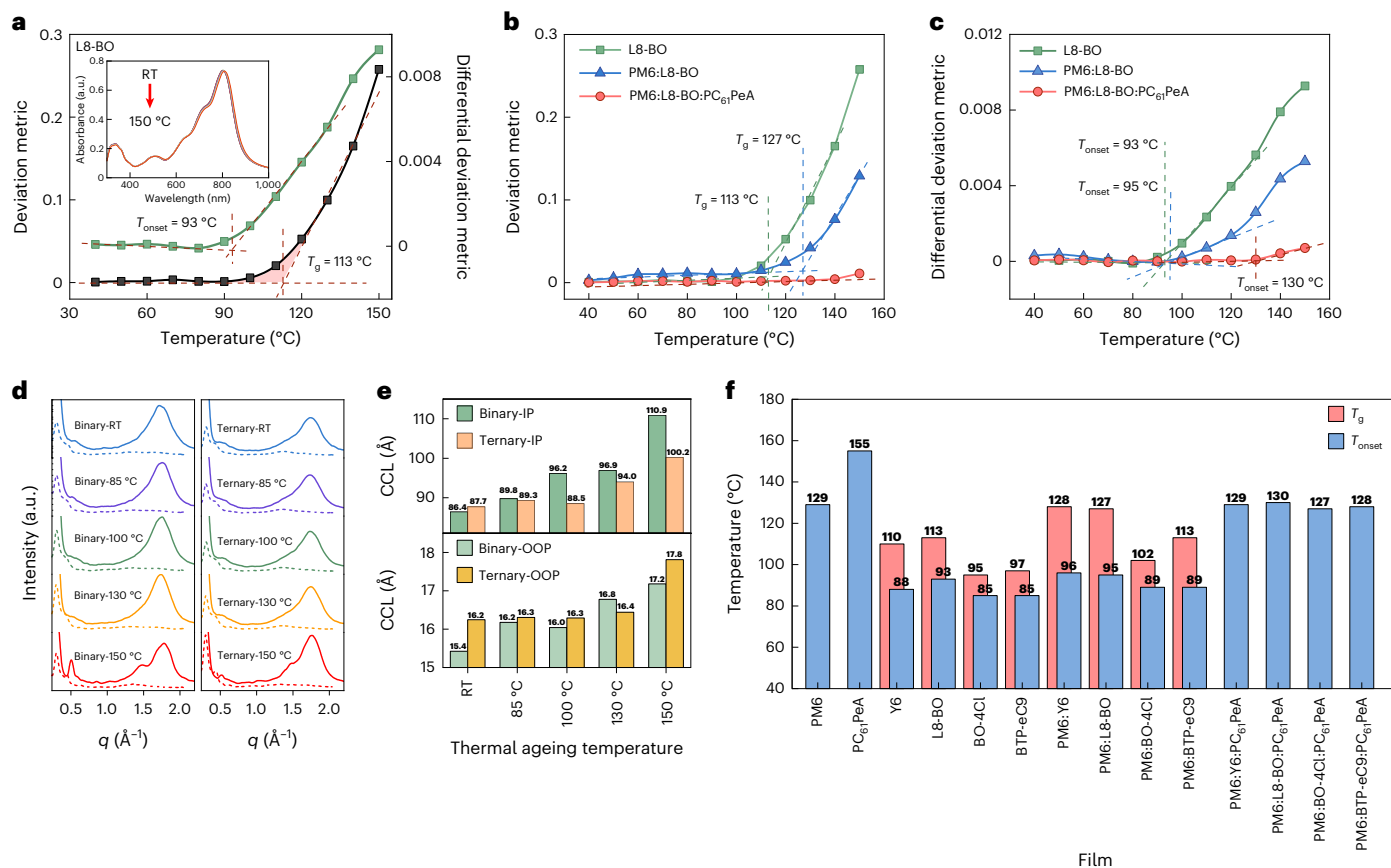 a
L8-BO
RT
150 °C
Absorbance (a.u.)
0.8
0.6
0.4
0.2
0
400
600
800
1,000
Wavelength (nm)
Deviation metric
0.3
0.2
0.1
0
Differential deviation metric
0.008
0.004
0
Tonset = 93 °C
Tg = 113 °C
30
60
90
120
150
Temperature (°C)
b
L8-BO
PM6:L8-BO
PM6:L8-BO:PC61PeA
Deviation metric
0.3
0.2
0.1
0
Tg = 127 °C
Tg = 113 °C
40
60
80
100
120
140
160
Temperature (°C)
c
L8-BO
PM6:L8-BO
PM6:L8-BO:PC61PeA
Differential deviation metric
0.012
0.008
0.004
0
Tonset = 93 °C
Tonset = 95 °C
Tonset = 130 °C
40
60
80
100
120
140
160
Temperature (°C)
d
Intensity (a.u.)
Binary-RT
Binary-85 °C
Binary-100 °C
Binary-130 °C
Binary-150 °C
Ternary-RT
Ternary-85 °C
Ternary-100 °C
Ternary-130 °C
Ternary-150 °C
0.5
1.0
1.5
2.0
0.5
1.0
1.5
2.0
q (Å−1)
q (Å−1)
e
Binary-IP
Ternary-IP
CCL (Å)
110
100
90
86.4
87.7
89.8
89.3
96.2
88.5
96.9
94.0
110.9
100.2
Binary-OOP
Ternary-OOP
CCL (Å)
18
17
16
15
15.4
16.2
16.2
16.3
16.0
16.3
16.8
16.4
17.2
17.8
RT
85 °C
100 °C
130 °C
150 °C
Thermal ageing temperature
f
Tg
Tonset
Temperature (°C)
180
160
140
120
100
80
60
40
129
155
110
88
113
93
95
85
97
85
128
96
127
95
102
89
113
89
129
130
127
128
PM6
PC61PeA
Y6
L8-BO
BO-4Cl
BTP-eC9
PM6:Y6
PM6:L8-BO
PM6:BO-4Cl
PM6:BTP-eC9
PM6:Y6:PC61PeA
PM6:L8-BO:PC61PeA
PM6:BO-4Cl:PC61PeA
PM6:BTP-eC9:PC61PeA
Film